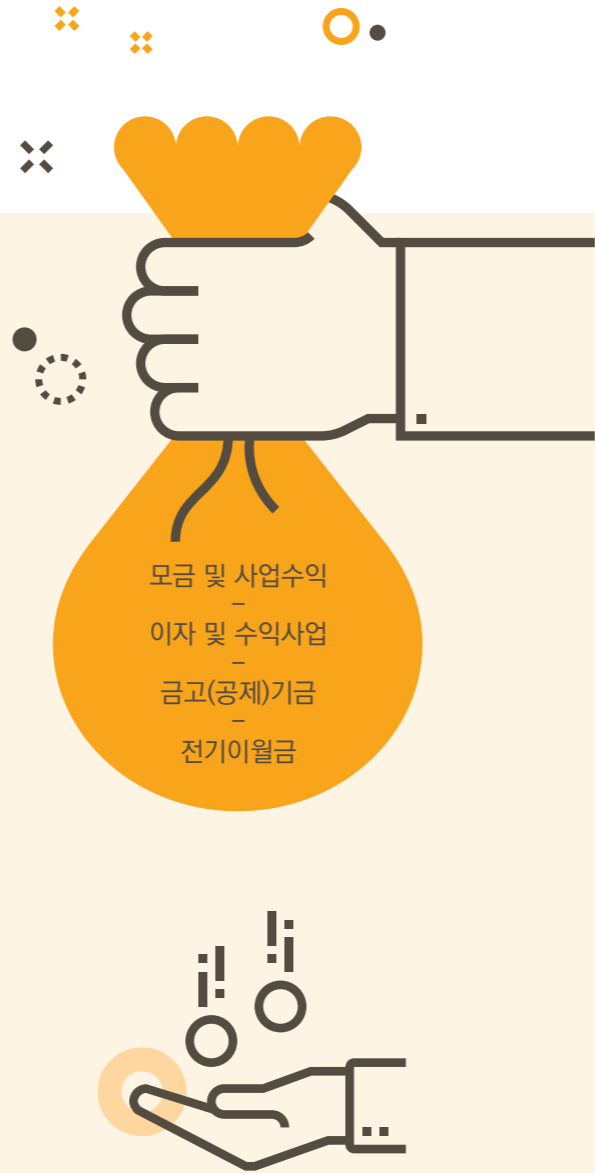 모금 및 사업수익
–
이자 및 수익사업
–
금고(공제)기금
–
전기이월금